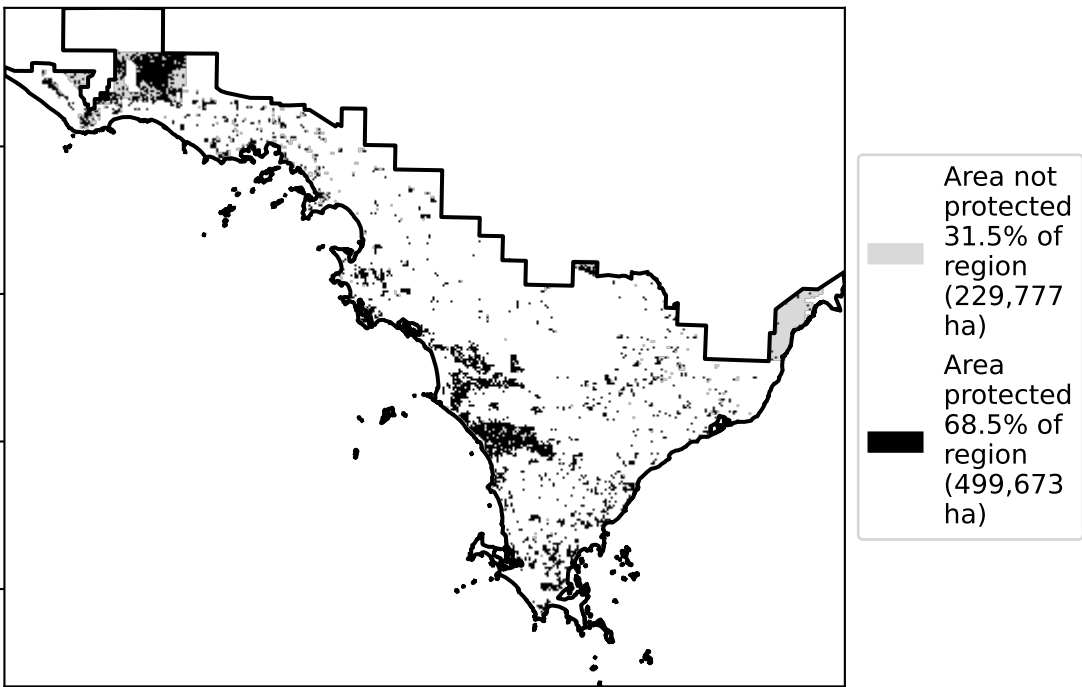 Area not
protected
31.5% of
region
(229,777
ha)
Area
protected
68.5% of
region
(499,673
ha)